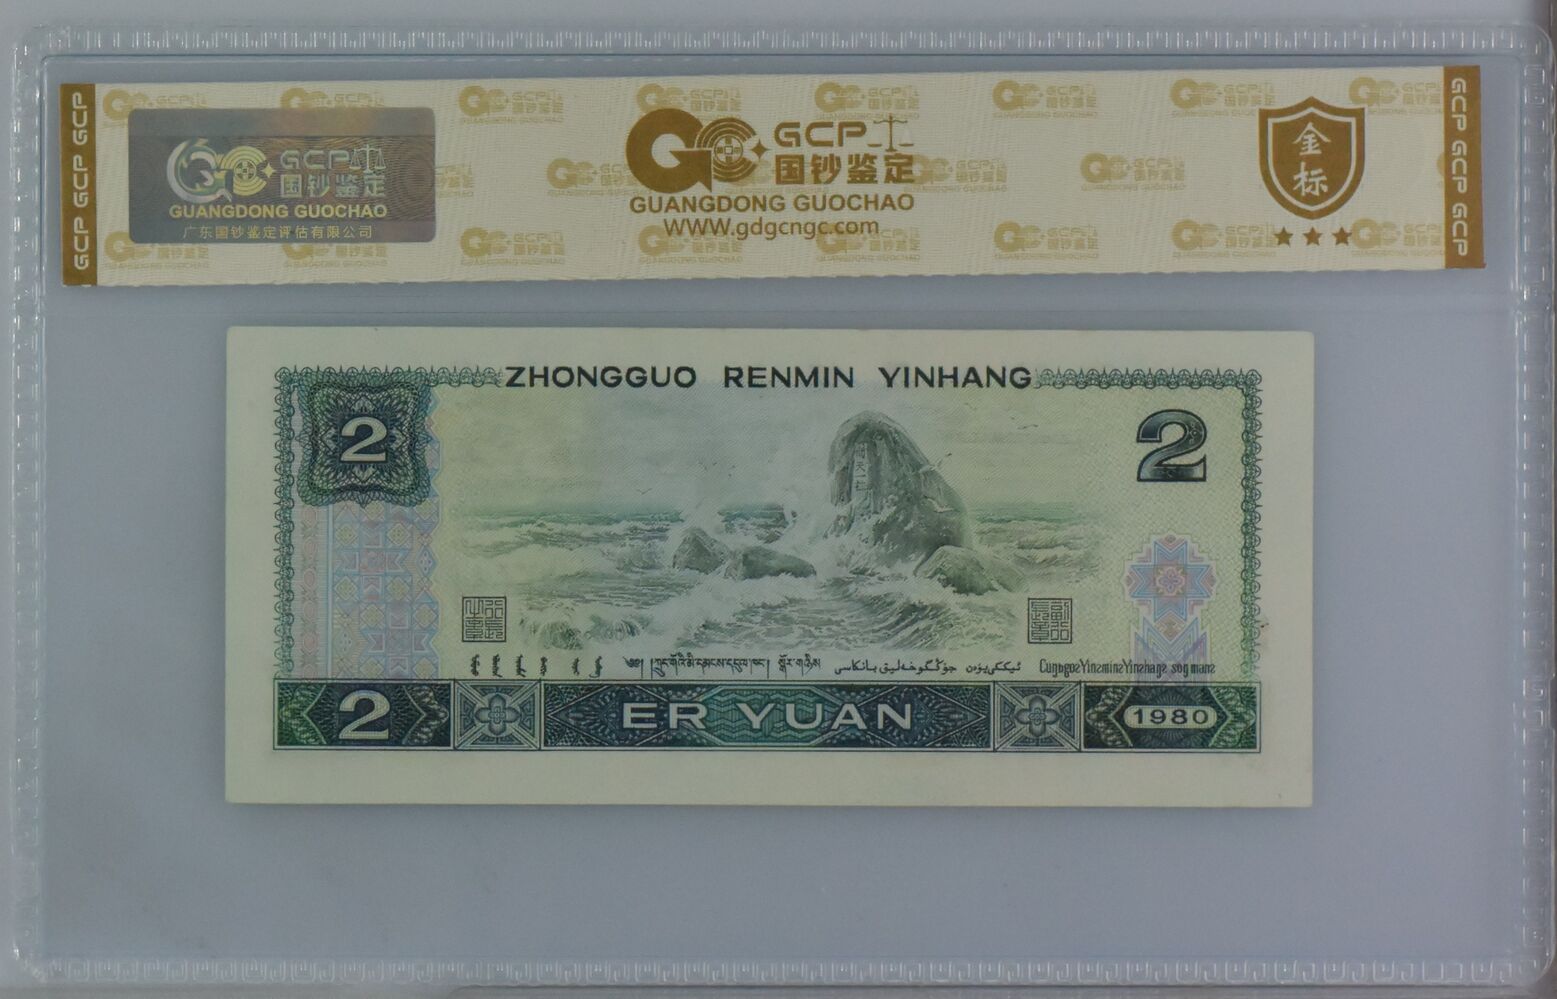 GCP
国钞鉴定
GUANGDONG GUOCHAO
广东国钞鉴定评估有限公司
GCP
国钞鉴定
GUANGDONG GUOCHAO
WWW.gdgcngc.com
金标
GCP GCP GCP
GCP GCP GCP
ZHONGGUO RENMIN YINHANG
2
2
2
ER YUAN
1980